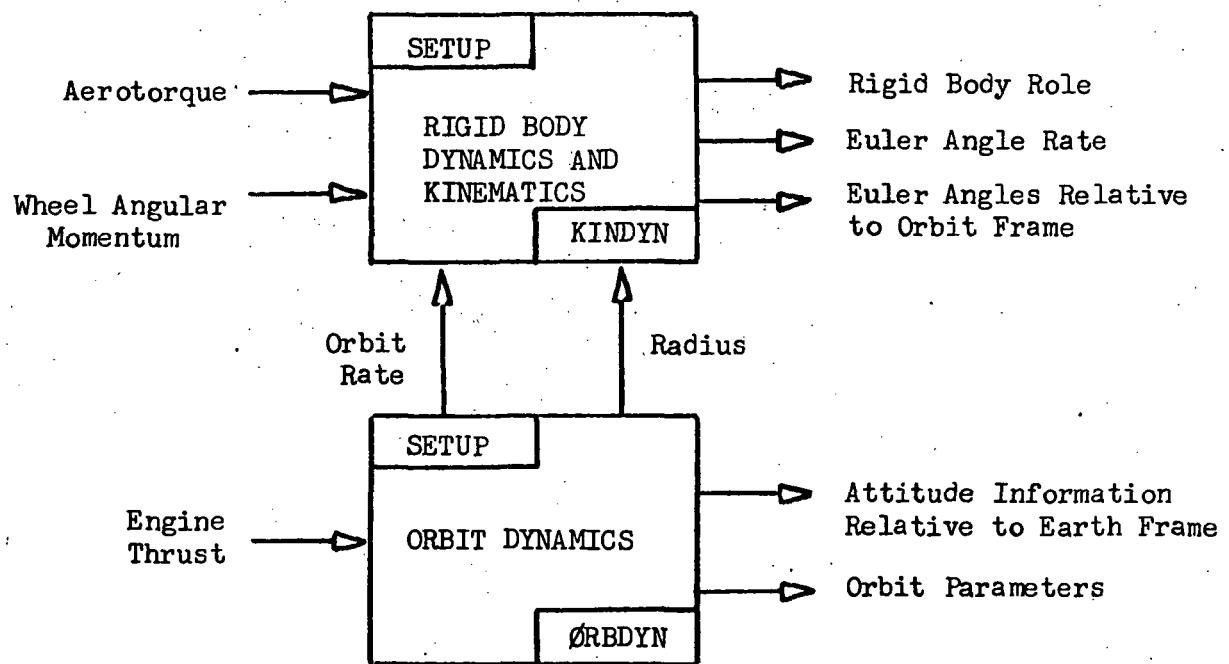 SETUP
Aerotorque
RIGID BODY
DYNAMICS AND
KINEMATICS
Wheel Angular
Momentum
KINDYN
Rigid Body Role
Euler Angle Rate
Euler Angles Relative
to Orbit Frame
Orbit
Rate
Radius
SETUP
Engine
Thrust
ORBIT DYNAMICS
ØRBDYN
Attitude Information
Relative to Earth Frame
Orbit Parameters